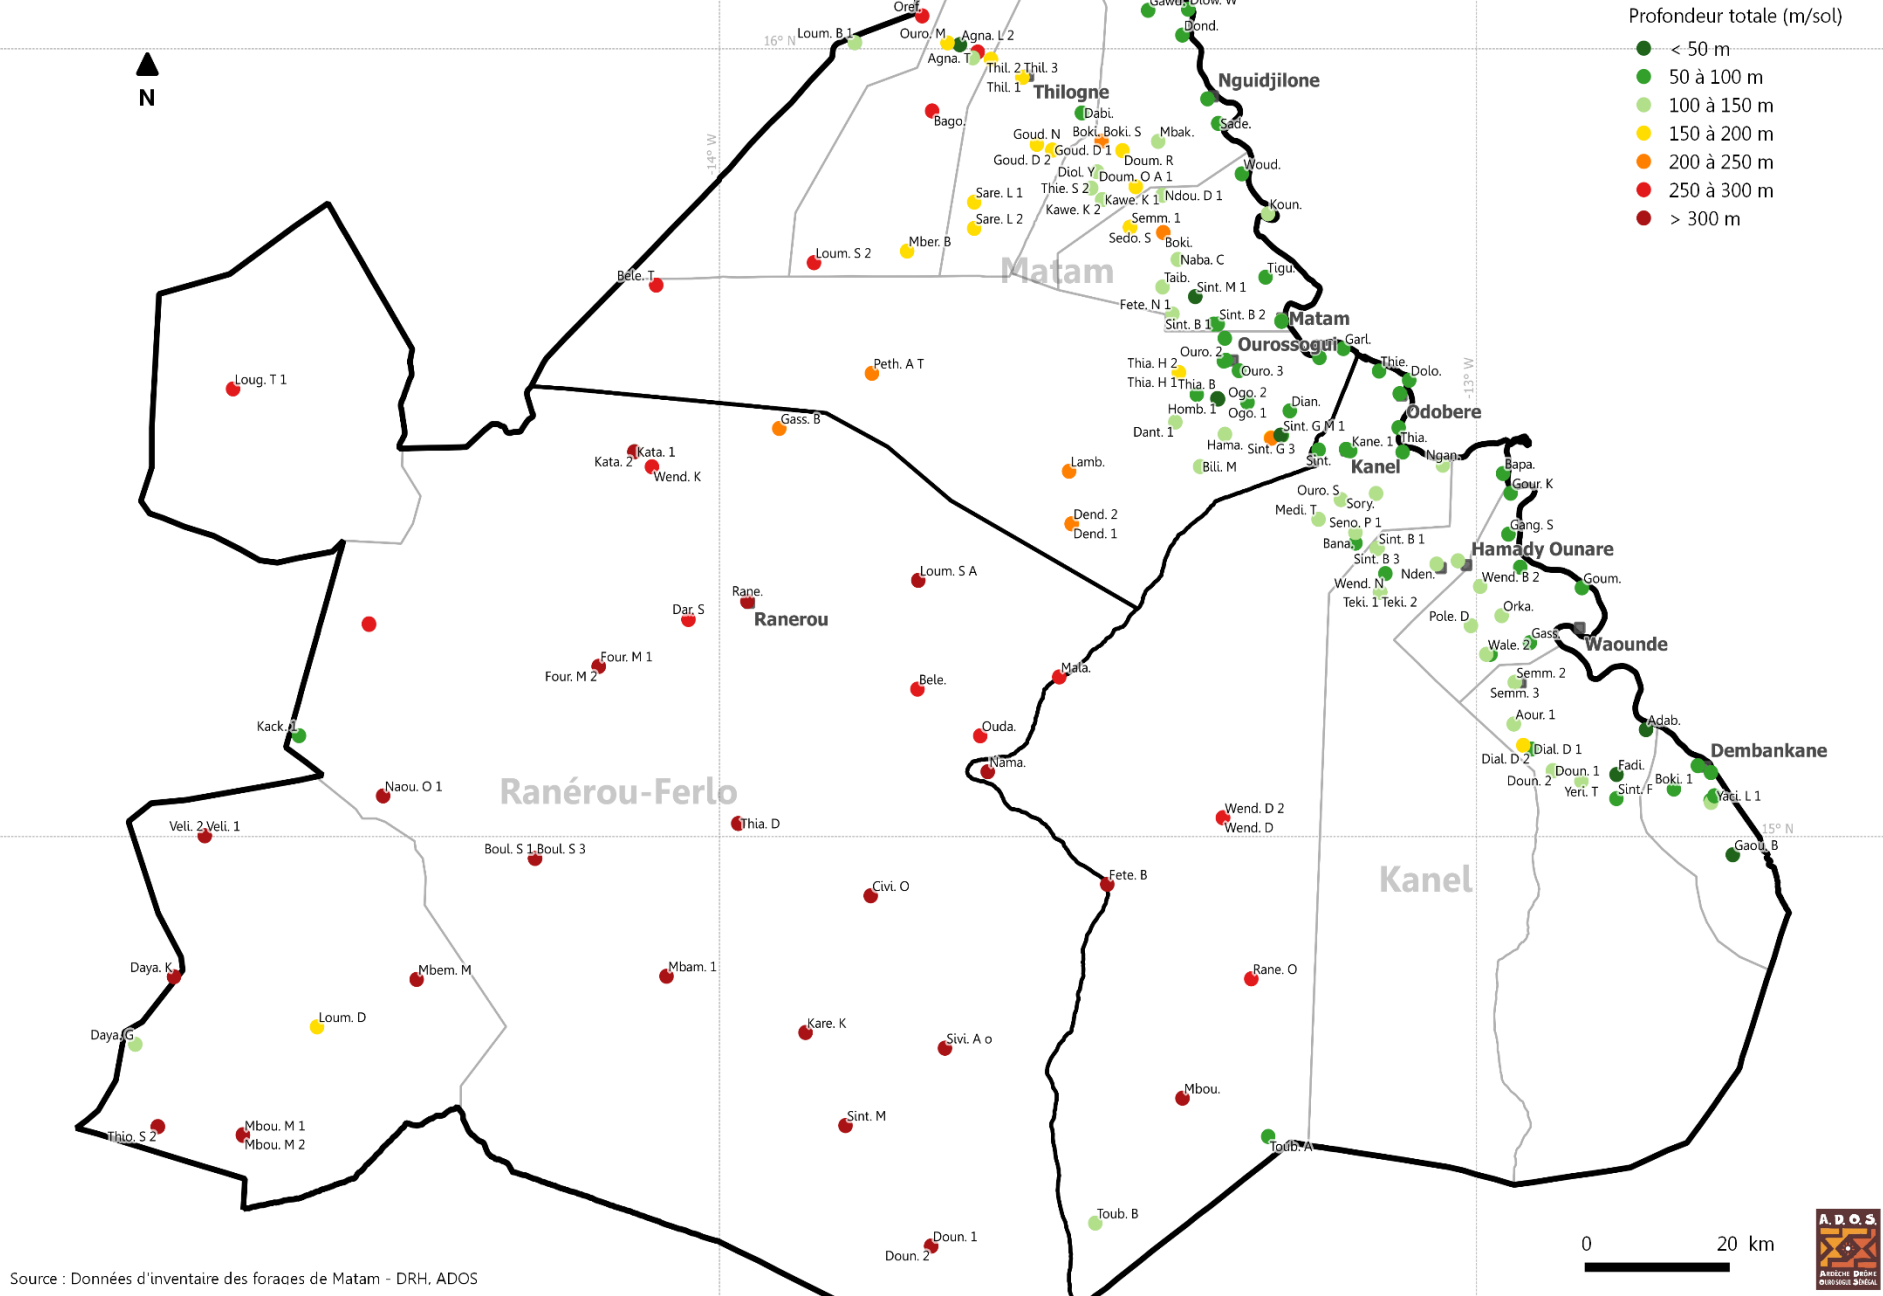 Profondeur totale (m/sol)
< 50 m
50 à 100 m
100 à 150 m
150 à 200 m
200 à 250 m
250 à 300 m
> 300 m
N
16° N
-14° W
-13° W
15° N
Oref.
Loum. B 1
Ouro. M
Agna. L 2
Agna. T
Thil. 2 Thil. 3
Thil. 1
Thilogne
Dond.
Nguidjilone
Bago.
Dabi.
Sade.
Goud. N
Boki. Boki. S
Mbak.
Goud. D 1
Goud. D 2
Doum. R
Woud.
Diol. Y
Doum. O A 1
Thie. S 2
Kawe. K 1
Ndou. D 1
Kawe. K 2
Sare. L 1
Sare. L 2
Koun.
Semm. 1
Sedo. S
Boki.
Mber. B
Loum. S 2
Naba. C
Matam
Bele. T
Taib.
Tigu.
Sint. M 1
Fete. N 1
Sint. B 1
Sint. B 2
Matam
Ourossogui
Garl.
Ouro. 2
Thia. H 2
Ouro. 3
Thie.
Dolo.
Peth. A T
Thia. H 1
Thia. B
Loug. T 1
Ogo. 2
Homb. 1
Ogo. 1
Dian.
Odobere
Gass. B
Dant. 1
Hama.
Sint. G M 1
Sint. G 3
Kane. 1
Thia.
Kata. 1
Kata. 2
Wend. K
Lamb.
Bili. M
Sint.
Kanel
Ngan.
Bapa.
Gour. K
Ouro. S
Sory.
Medi. T
Dend. 2
Dend. 1
Seno. P 1
Gang. S
Bana.
Sint. B 1
Hamady Ounare
Sint. B 3
Nden.
Loum. S A
Wend. N
Wend. B 2
Goum.
Rane.
Teki. 1 Teki. 2
Dar. S
Ranerou
Orka.
Pole. D
Four. M 1
Four. M 2
Wale. 2
Gass.
Waounde
Mala.
Bele.
Semm. 2
Semm. 3
Kack. 1
Ouda.
Aour. 1
Adab.
Dial. D 1
Dial. D 2
Dembankane
Nama.
Doun. 1
Doun. 2
Fadi.
Boki. 1
Naou. O 1
Ranérou-Ferlo
Yeri. T
Sint. F
Yaci. L 1
Wend. D 2
Wend. D
Veli. 2 Veli. 1
Thia. D
Boul. S 1 Boul. S 3
Gaou. B
Civi. O
Fete. B
Kanel
Daya. K
Mbem. M
Mbam. 1
Rane. O
Loum. D
Kare. K
Daya. G
Sivi. A o
Mbou.
Sint. M
Thio. S 2
Mbou. M 1
Mbou. M 2
Toub. A
Toub. B
Doun. 1
Doun. 2
0 20 km
A.D.O.S.
ARDÈCHE DRÔME
OUROSOGUI SÉNÉGAL
Source : Données d'inventaire des forages de Matam - DRH, ADOS